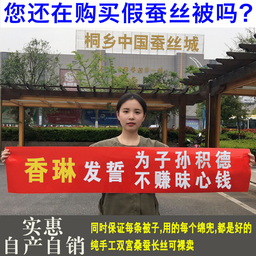 您还在购买假蚕丝被吗?
桐乡中国蚕丝城
香琳 发誓 为子孙积德
不赚昧心钱
实惠
自产自销
同时保证每条被子,用的每个绵兜,都是好的
纯手工双宫桑蚕长丝可裸卖